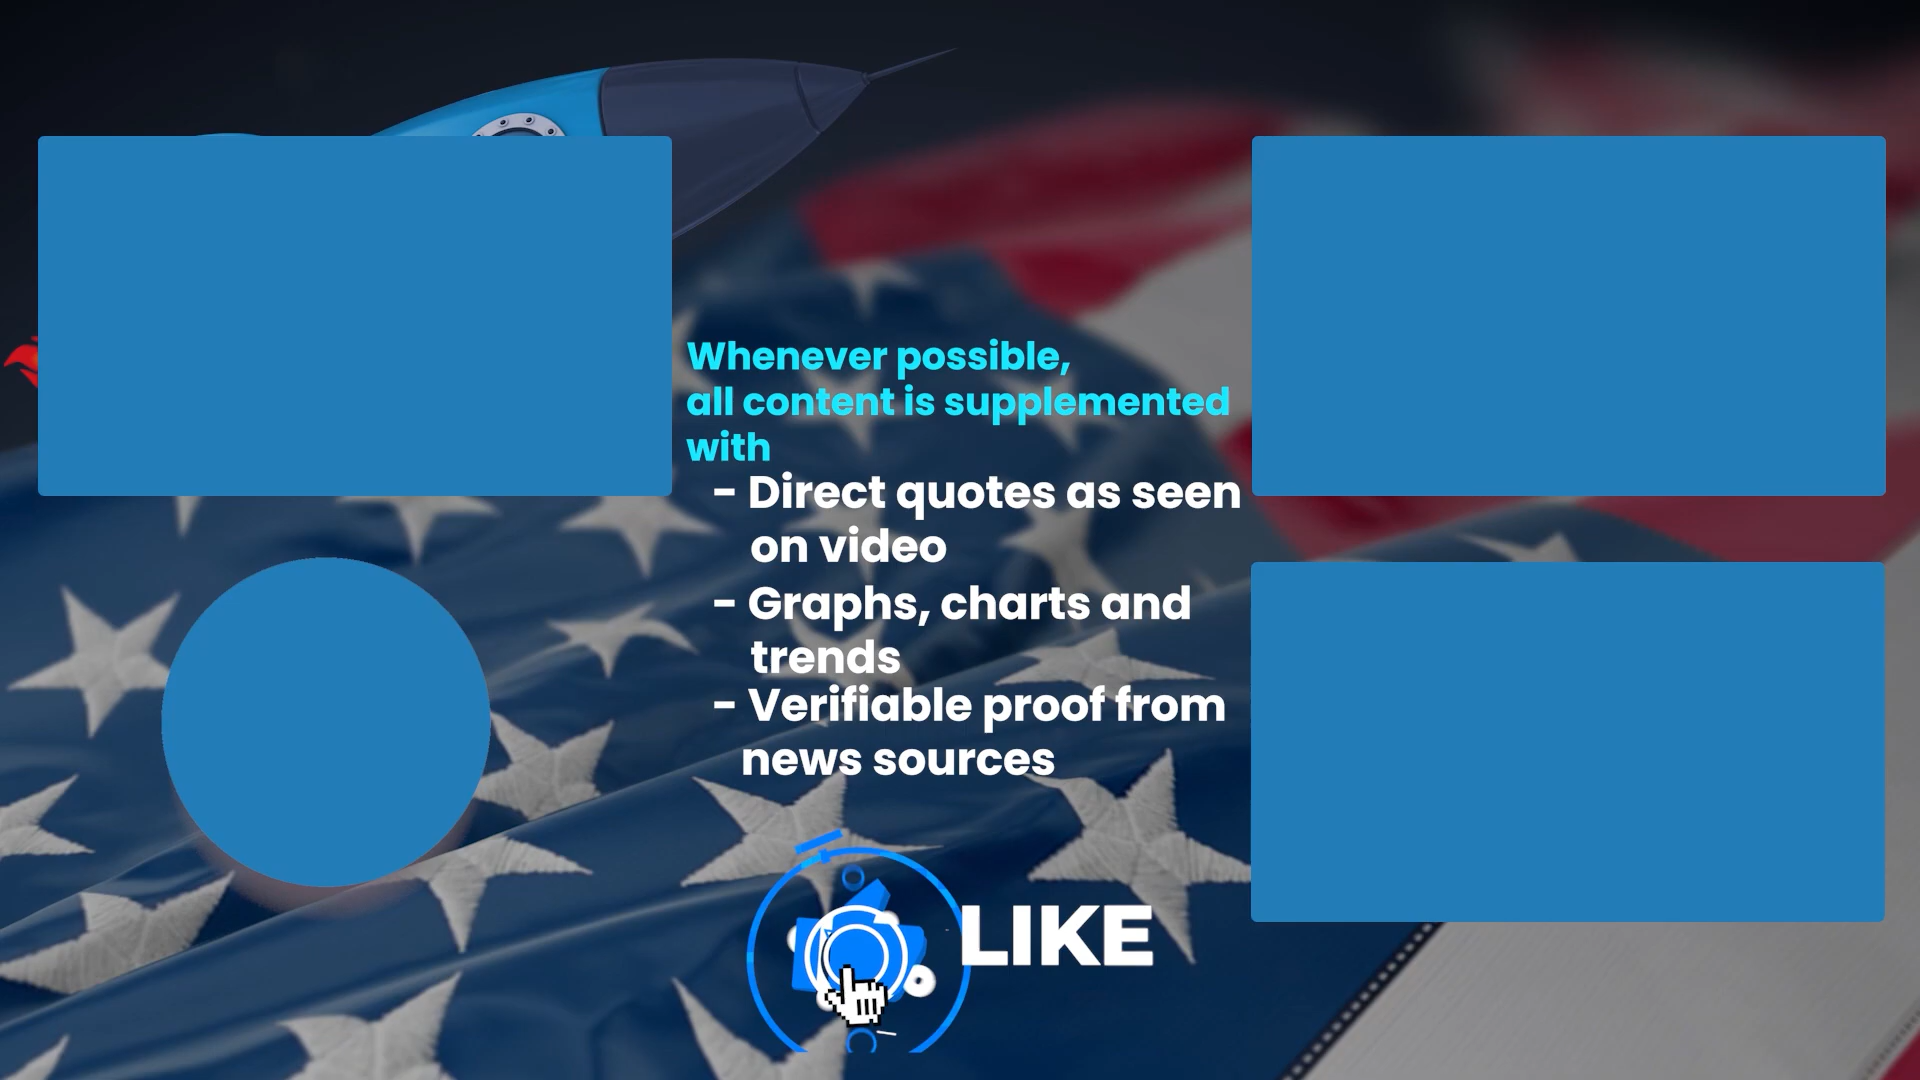 Whenever possible,
all content is supplemented
with
- Direct quotes as seen
on video
- Graphs, charts and
trends
- Verifiable proof from
news sources
LIKE